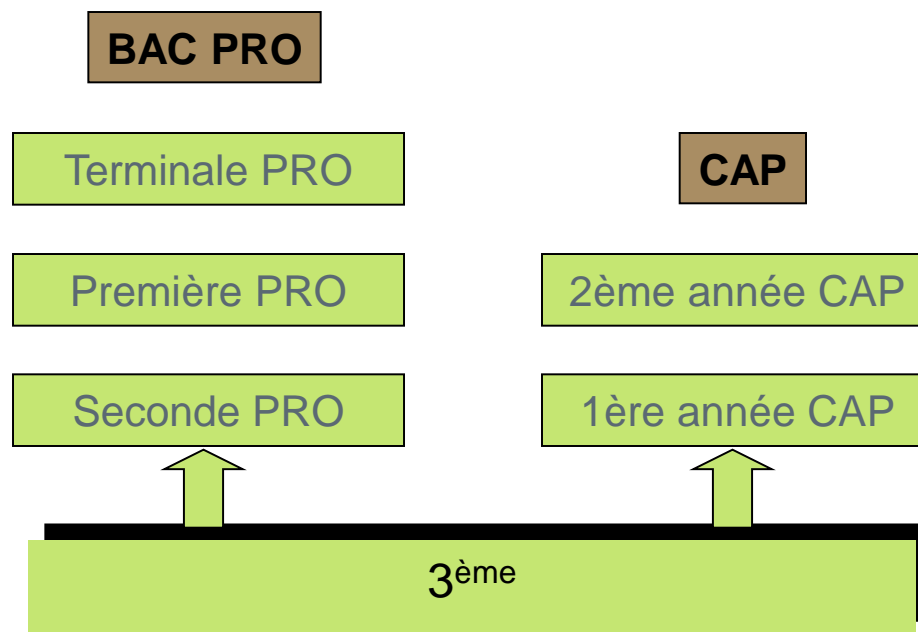 BAC PRO
Terminale PRO
CAP
Première PRO
2ème année CAP
Seconde PRO
1ère année CAP
3ème